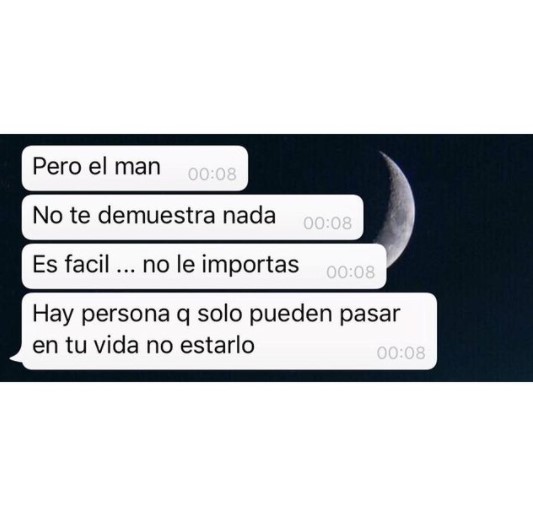 Pero el man 00:08
No te demuestra nada 00:08
Es facil ... no le importas 00:08
Hay persona q solo pueden pasar
en tu vida no estarlo 00:08